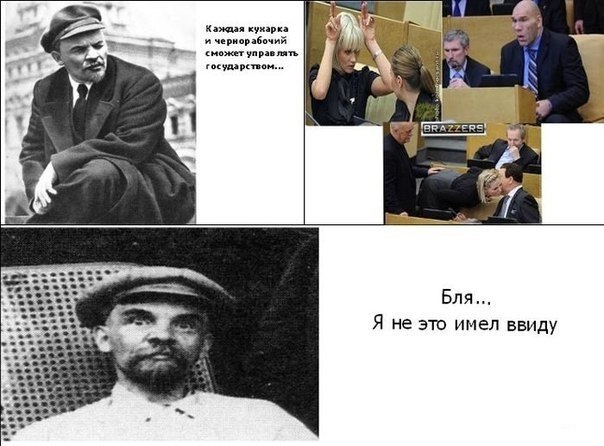 Каждая кухарка
и чернорабочий
сможет управлять
государством...
BRAZZERS
Бля...
Я не это имел ввиду